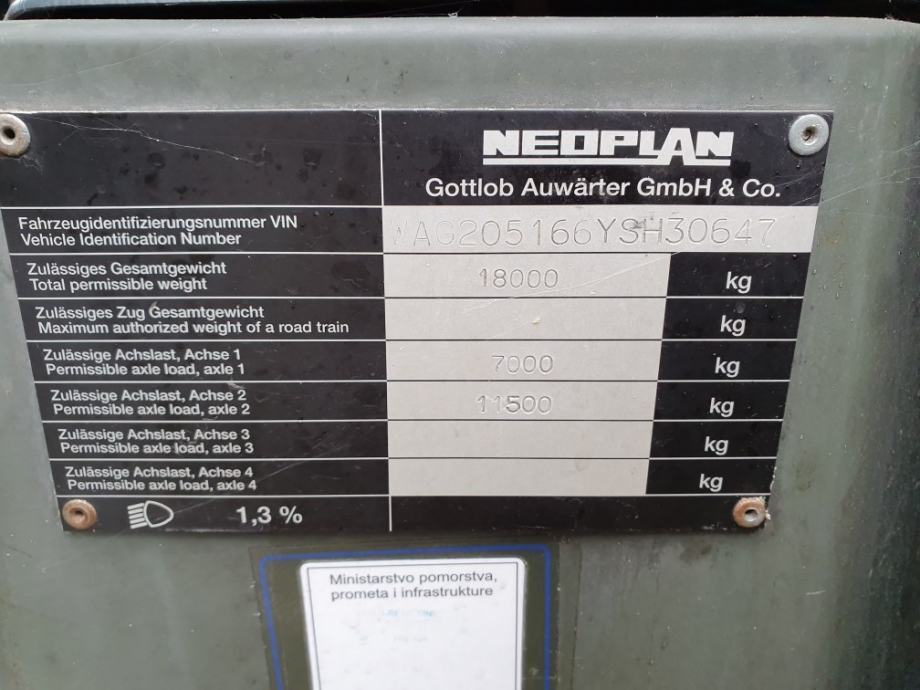 NEOPLAN
Gottlob Auwärter GmbH & Co.
Fahrzeugidentifizierungsnummer VIN
Vehicle Identification Number
WAG205166YSH30647
Zulässiges Gesamtgewicht
Total permissible weight
18000 kg
Zulässiges Zug Gesamtgewicht
Maximum authorized weight of a road train
kg
Zulässige Achslast, Achse 1
Permissible axle load, axle 1
7000 kg
Zulässige Achslast, Achse 2
Permissible axle load, axle 2
11500 kg
Zulässige Achslast, Achse 3
Permissible axle load, axle 3
kg
Zulässige Achslast, Achse 4
Permissible axle load, axle 4
kg
1,3 %
Ministarstvo pomorstva,
prometa i infrastrukture